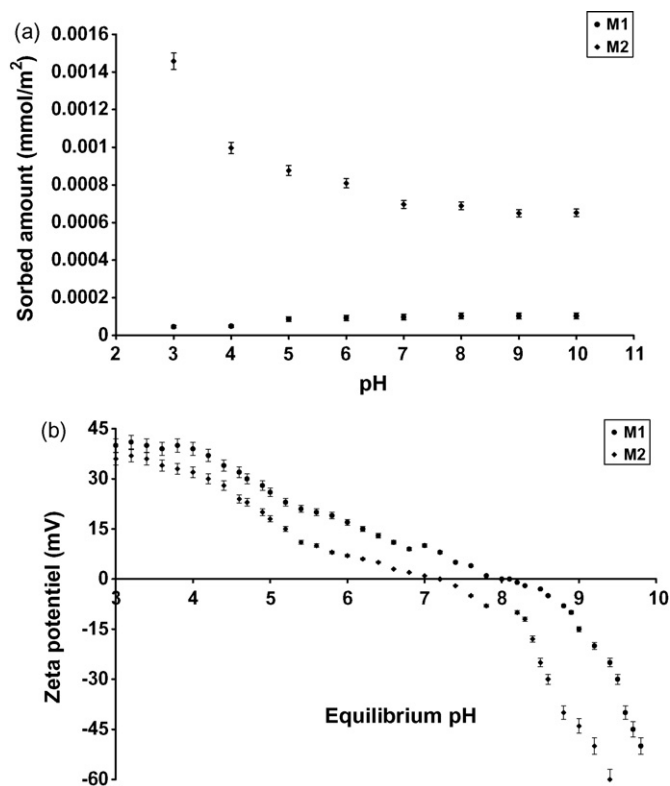 (a)
M1
M2
0.0016
0.0014
0.0012
0.001
0.0008
0.0006
0.0004
0.0002
0
Sorbed amount (mmol/m²)
2 3 4 5 6 7 8 9 10 11
pH
(b)
M1
M2
45
30
15
0
-15
-30
-45
-60
Zeta potentiel (mV)
3 4 5 6 7 8 9 10
Equilibrium pH